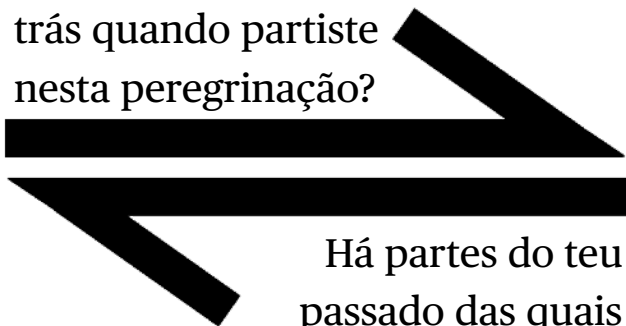 trás quando partiste
nesta peregrinação?
Há partes do teu
passado das quais